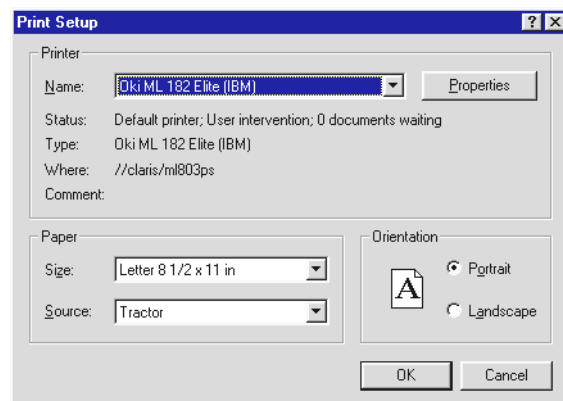 Print Setup
Printer
Name: Oki ML 182 Elite (IBM) Properties
Status: Default printer; User intervention; 0 documents waiting
Type: Oki ML 182 Elite (IBM)
Where: //claris/ml803ps
Comment:
Paper
Size: Letter 8 1/2 x 11 in
Source: Tractor
Orientation
A
Portrait
Landscape
OK Cancel